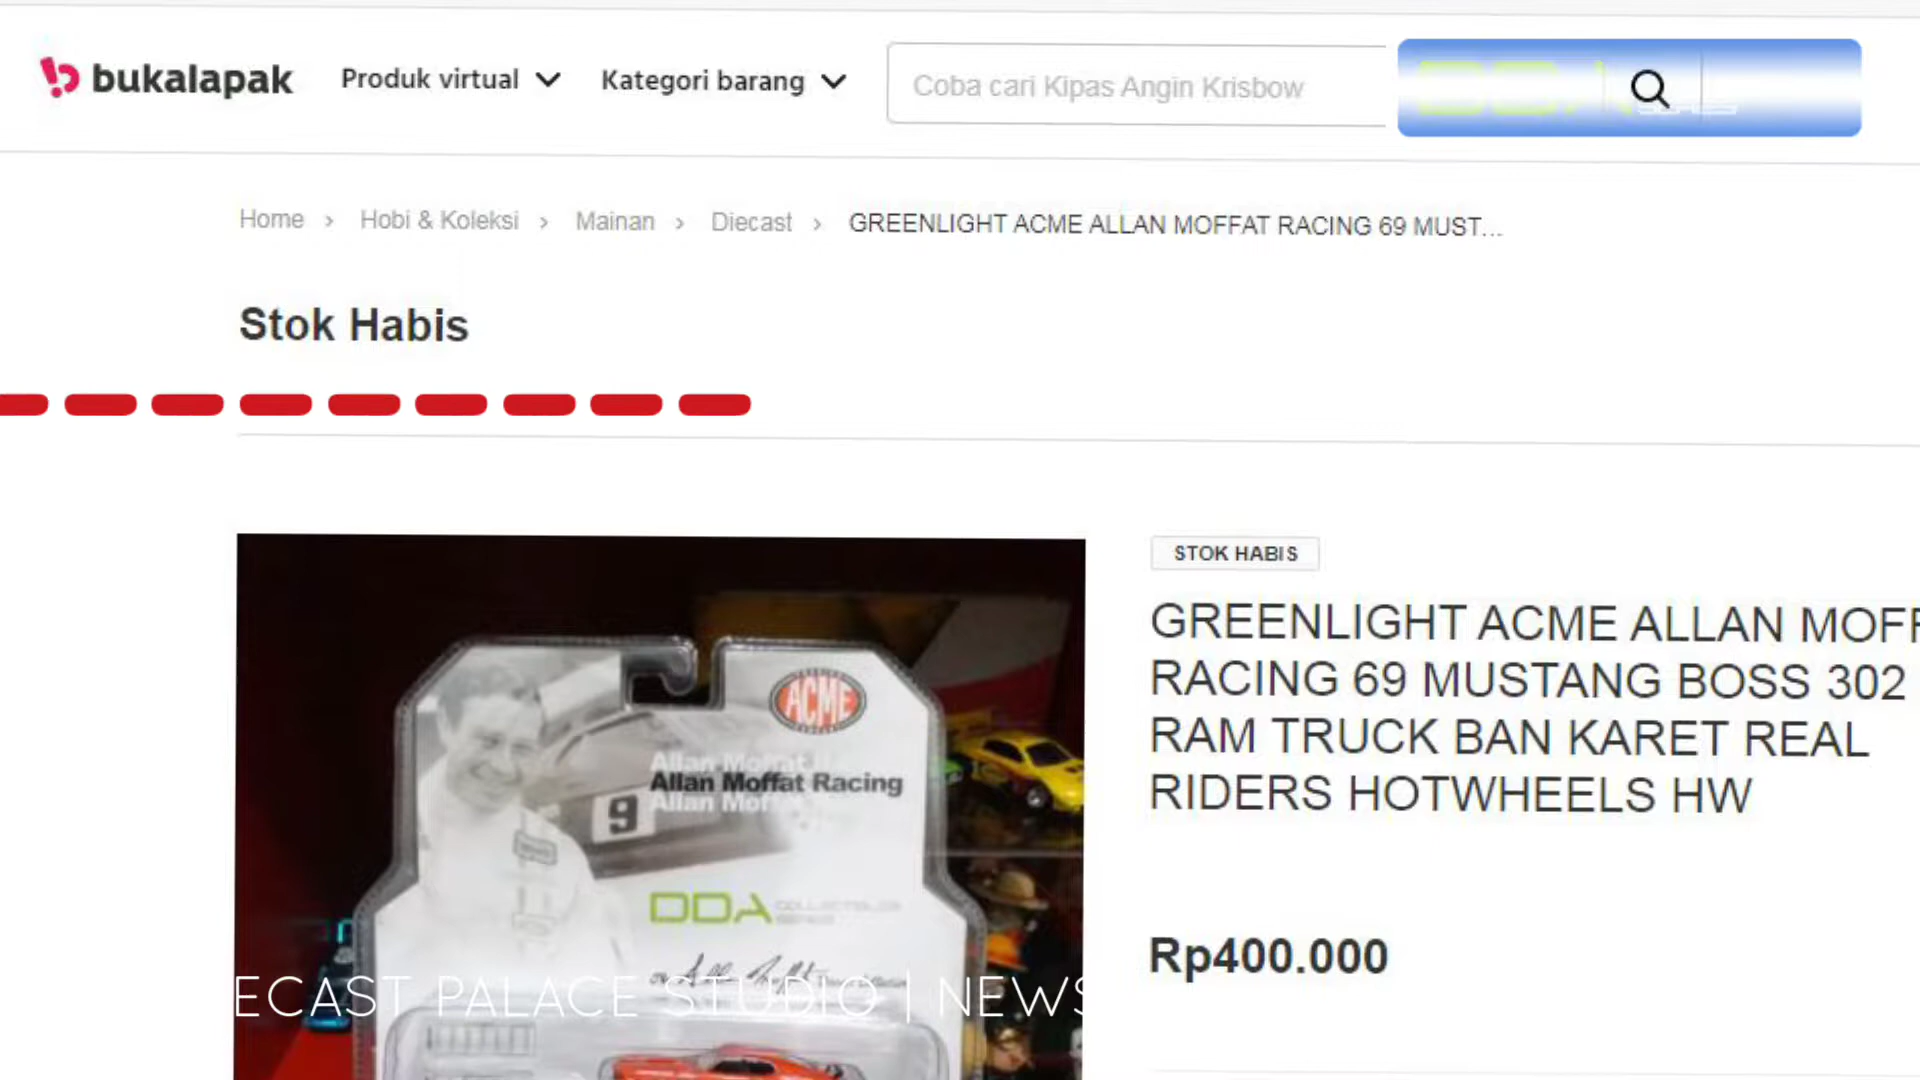 bukalapak
Produk virtual
Kategori barang
Coba cari Kipas Angin Krisbow
Home > Hobi & Koleksi > Mainan > Diecast > GREENLIGHT ACME ALLAN MOFFAT RACING 69 MUST...
Stok Habis
STOK HABIS
GREENLIGHT ACME ALLAN MOFF
RACING 69 MUSTANG BOSS 302
RAM TRUCK BAN KARET REAL
RIDERS HOTWHEELS HW
Rp400.000
ACME
Allan Moffat Racing
9
DDA COLLECTIBLES
SERIES
ECAST PALACE STUDIO | NEWS